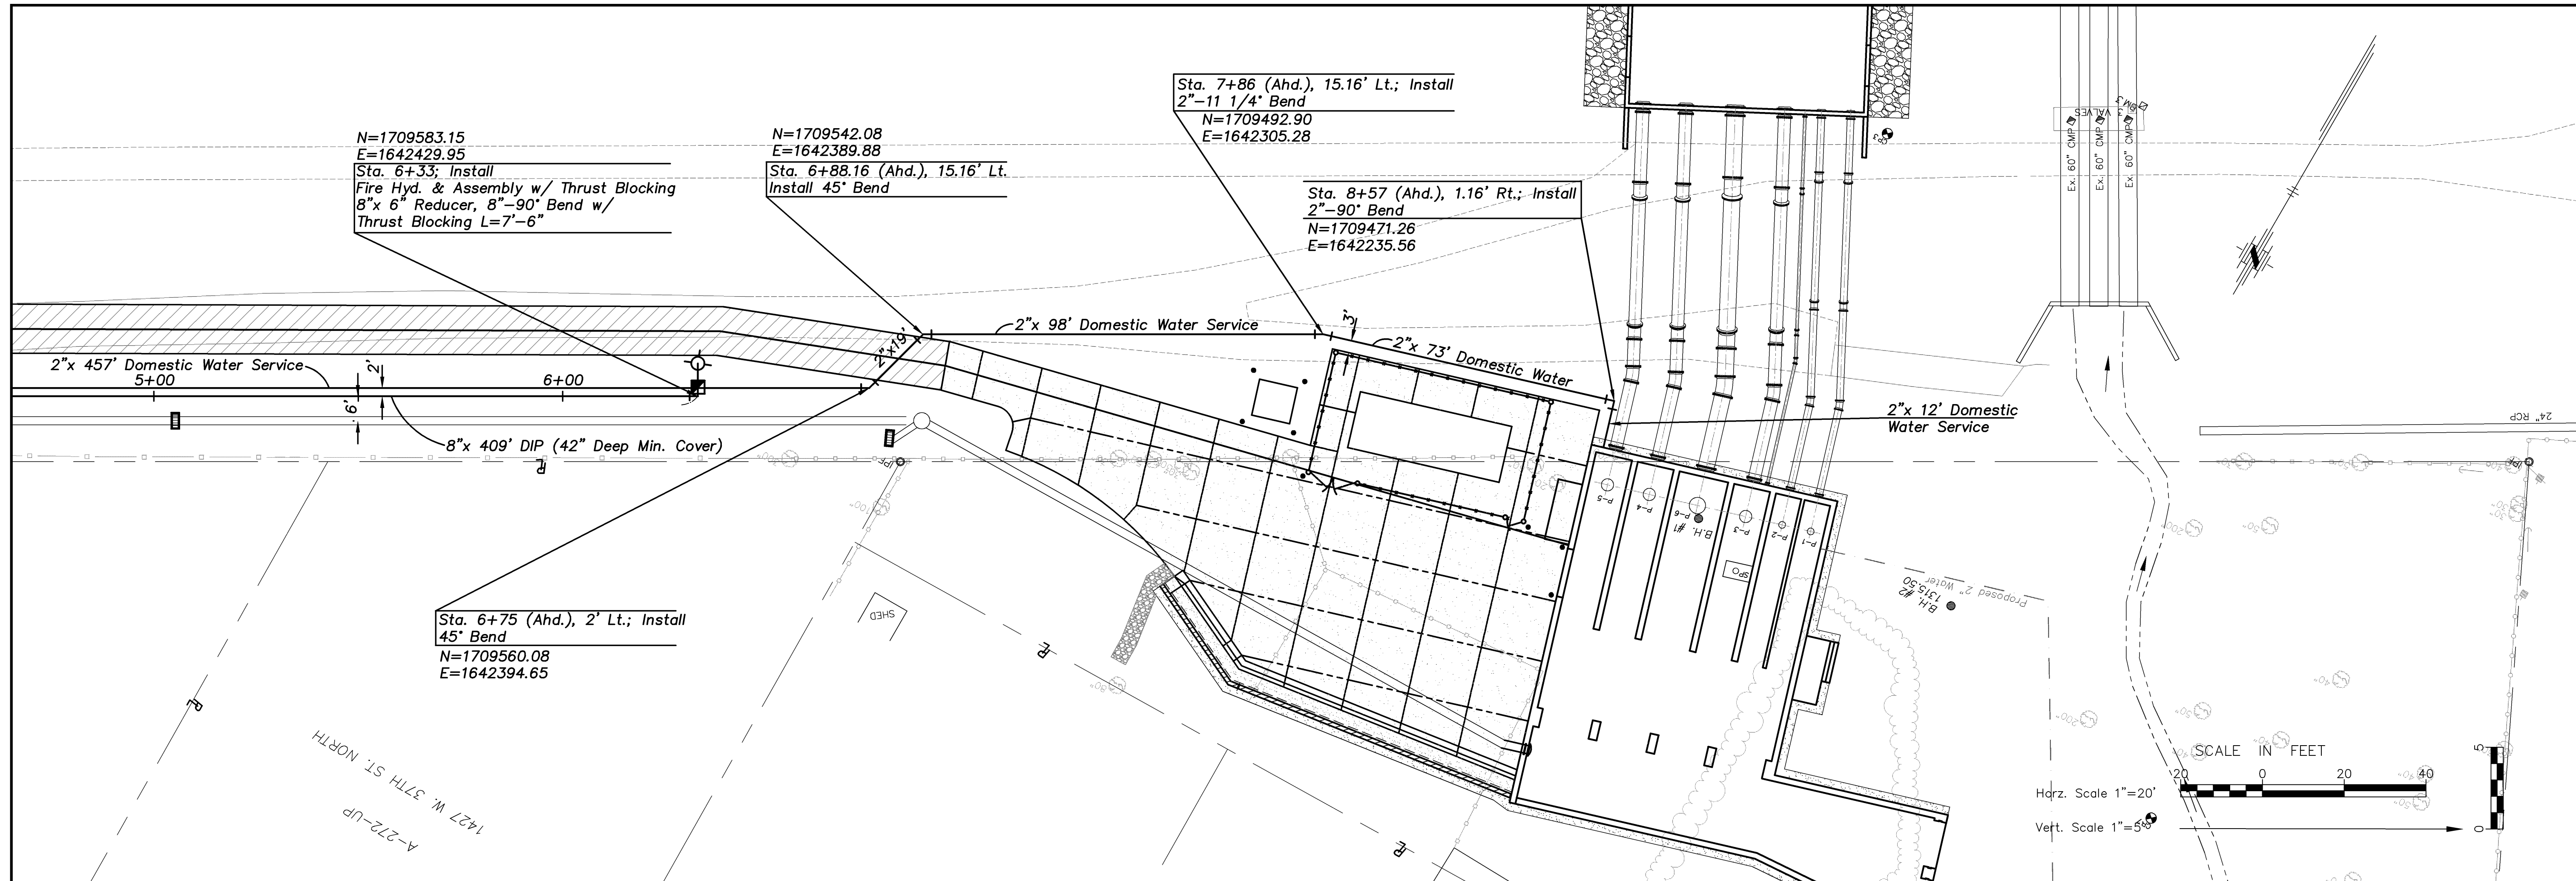 N=1709583.15
E=1642429.95
Sta. 6+33; Install
Fire Hyd. & Assembly w/ Thrust Blocking
8"x 6" Reducer, 8"-90° Bend w/
Thrust Blocking L=7'-6"
N=1709542.08
E=1642389.88
Sta. 6+88.16 (Ahd.), 15.16' Lt.
Install 45° Bend
Sta. 7+86 (Ahd.), 15.16' Lt.; Install
2"-11 1/4° Bend
N=1709492.90
E=1642305.28
Sta. 8+57 (Ahd.), 1.16' Rt.; Install
2"-90° Bend
N=1709471.26
E=1642235.56
VALVES
BM 3
Ex. 60" CMP
Ex. 60" CMP
Ex. 60" CMP
2"x 457' Domestic Water Service
5+00
6+00
2'
6'
2"x19'
2"x 98' Domestic Water Service
3'
2"x 73' Domestic Water
2"x 12' Domestic
Water Service
24" RCP
8"x 409' DIP (42" Deep Min. Cover)
IPF
IPF
P-5
P-4
P-6
P-3
P-2
P-1
B.H. #1
SPO
B.H. #2
1315.50
Proposed 2" Water
SHED
Sta. 6+75 (Ahd.), 2' Lt.; Install
45° Bend
N=1709560.08
E=1642394.65
1427 W. 37TH ST. NORTH
A-272-UP
SCALE IN FEET
20 0 20 40
Horz. Scale 1"=20'
Vert. Scale 1"=5'
5
0